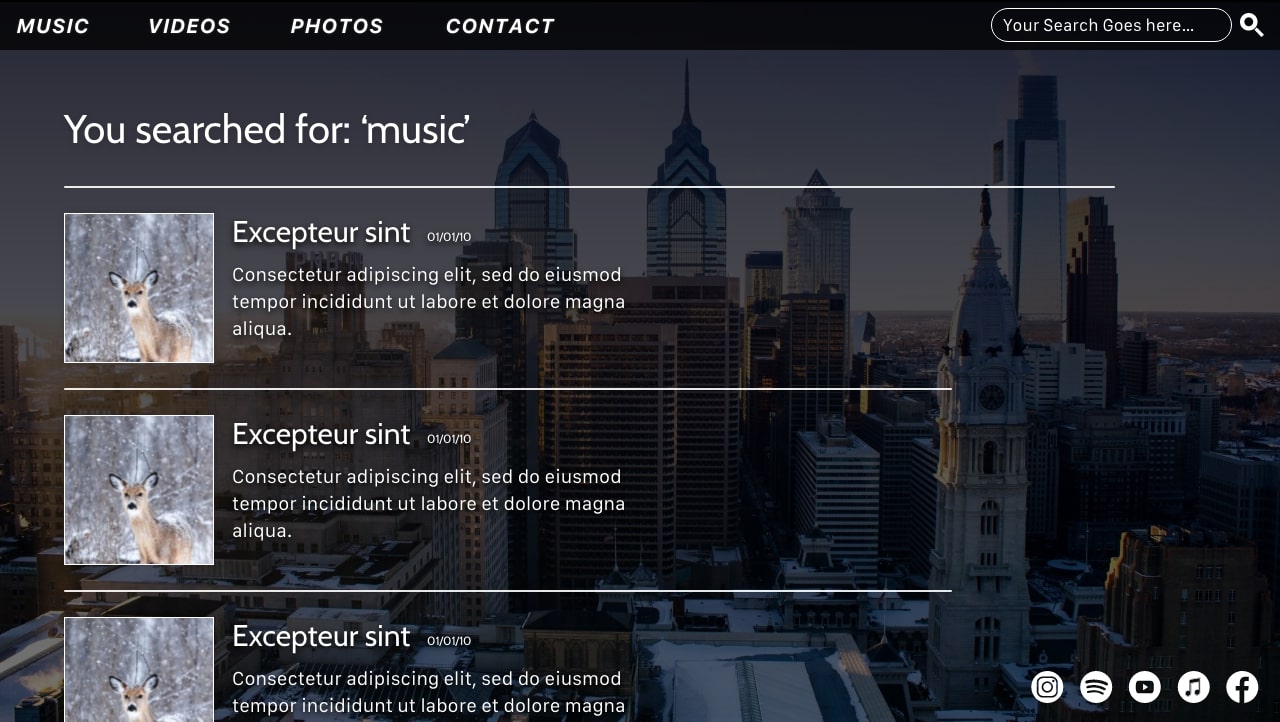 MUSIC VIDEOS PHOTOS CONTACT Your Search Goes here...
You searched for: ‘music’
Excepteur sint 01/01/10
Consectetur adipiscing elit, sed do eiusmod
tempor incididunt ut labore et dolore magna
aliqua.
Excepteur sint 01/01/10
Consectetur adipiscing elit, sed do eiusmod
tempor incididunt ut labore et dolore magna
aliqua.
Excepteur sint 01/01/10
Consectetur adipiscing elit, sed do eiusmod
tempor incididunt ut labore et dolore magna